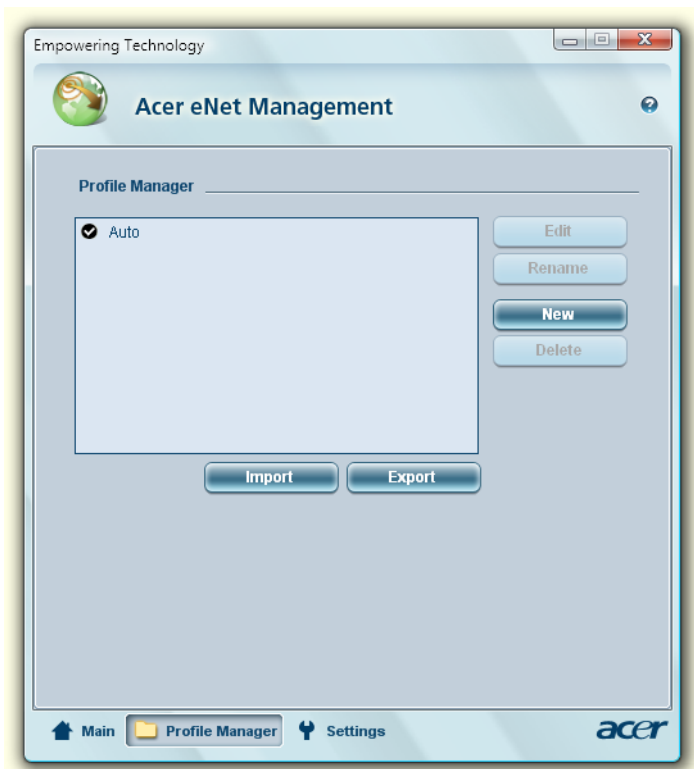 Empowering Technology
Acer eNet Management
Profile Manager
Auto
Edit
Rename
New
Delete
Import Export
Main Profile Manager Settings acer